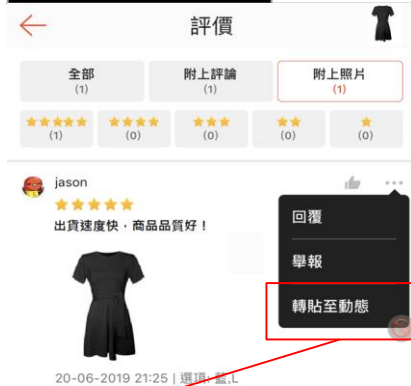 評價
全部
(1)
附上評論
(1)
附上照片
(1)
(1)
(0)
(0)
(0)
(0)
jason
出貨速度快，商品品質好！
回覆
舉報
轉貼至動態
20-06-2019 21:25 | 選項: 藍,L